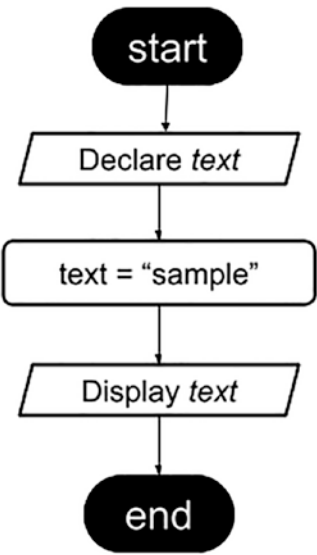 start
Declare text
text = “sample”
Display text
end